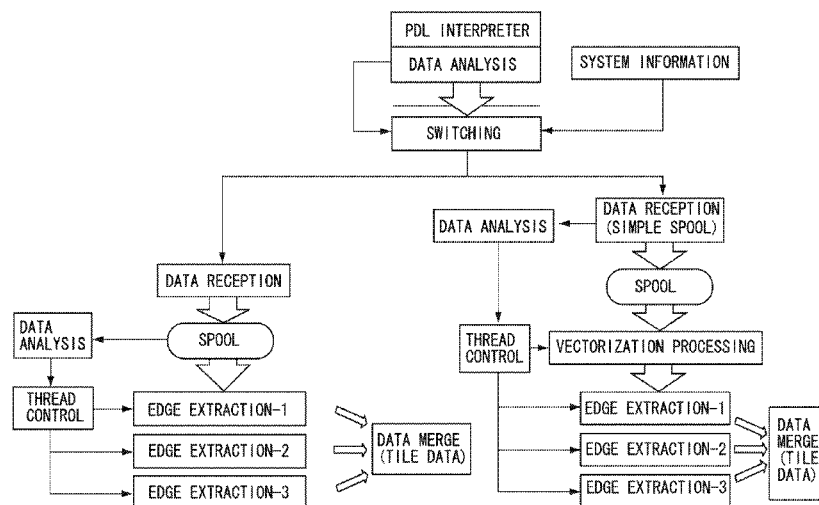 PDL INTERPRETER
DATA ANALYSIS
SYSTEM INFORMATION
SWITCHING
DATA RECEPTION
(SIMPLE SPOOL)
DATA ANALYSIS
DATA RECEPTION
SPOOL
DATA
ANALYSIS
SPOOL
THREAD
CONTROL
VECTORIZATION PROCESSING
THREAD
CONTROL
EDGE EXTRACTION-1
EDGE EXTRACTION-2
EDGE EXTRACTION-3
DATA MERGE
(TILE DATA)
EDGE EXTRACTION-1
EDGE EXTRACTION-2
EDGE EXTRACTION-3
DATA
MERGE
(TILE
DATA)